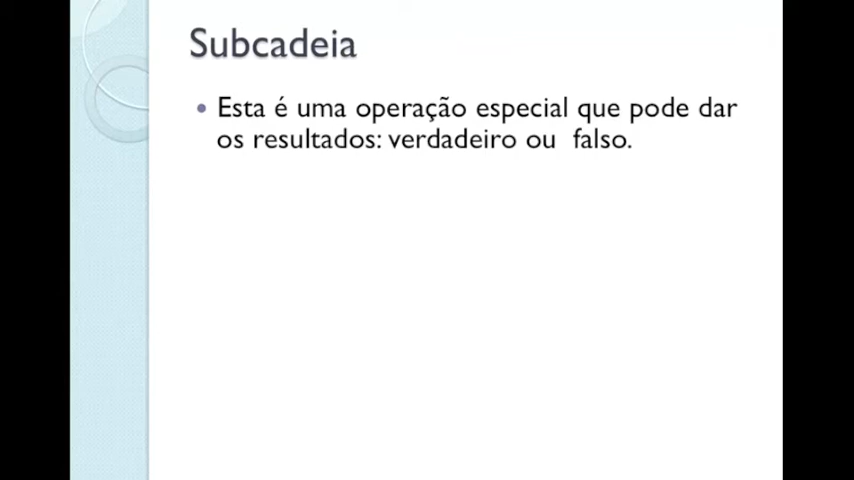 Subcadeia
• Esta é uma operação especial que pode dar
os resultados: verdadeiro ou  falso.